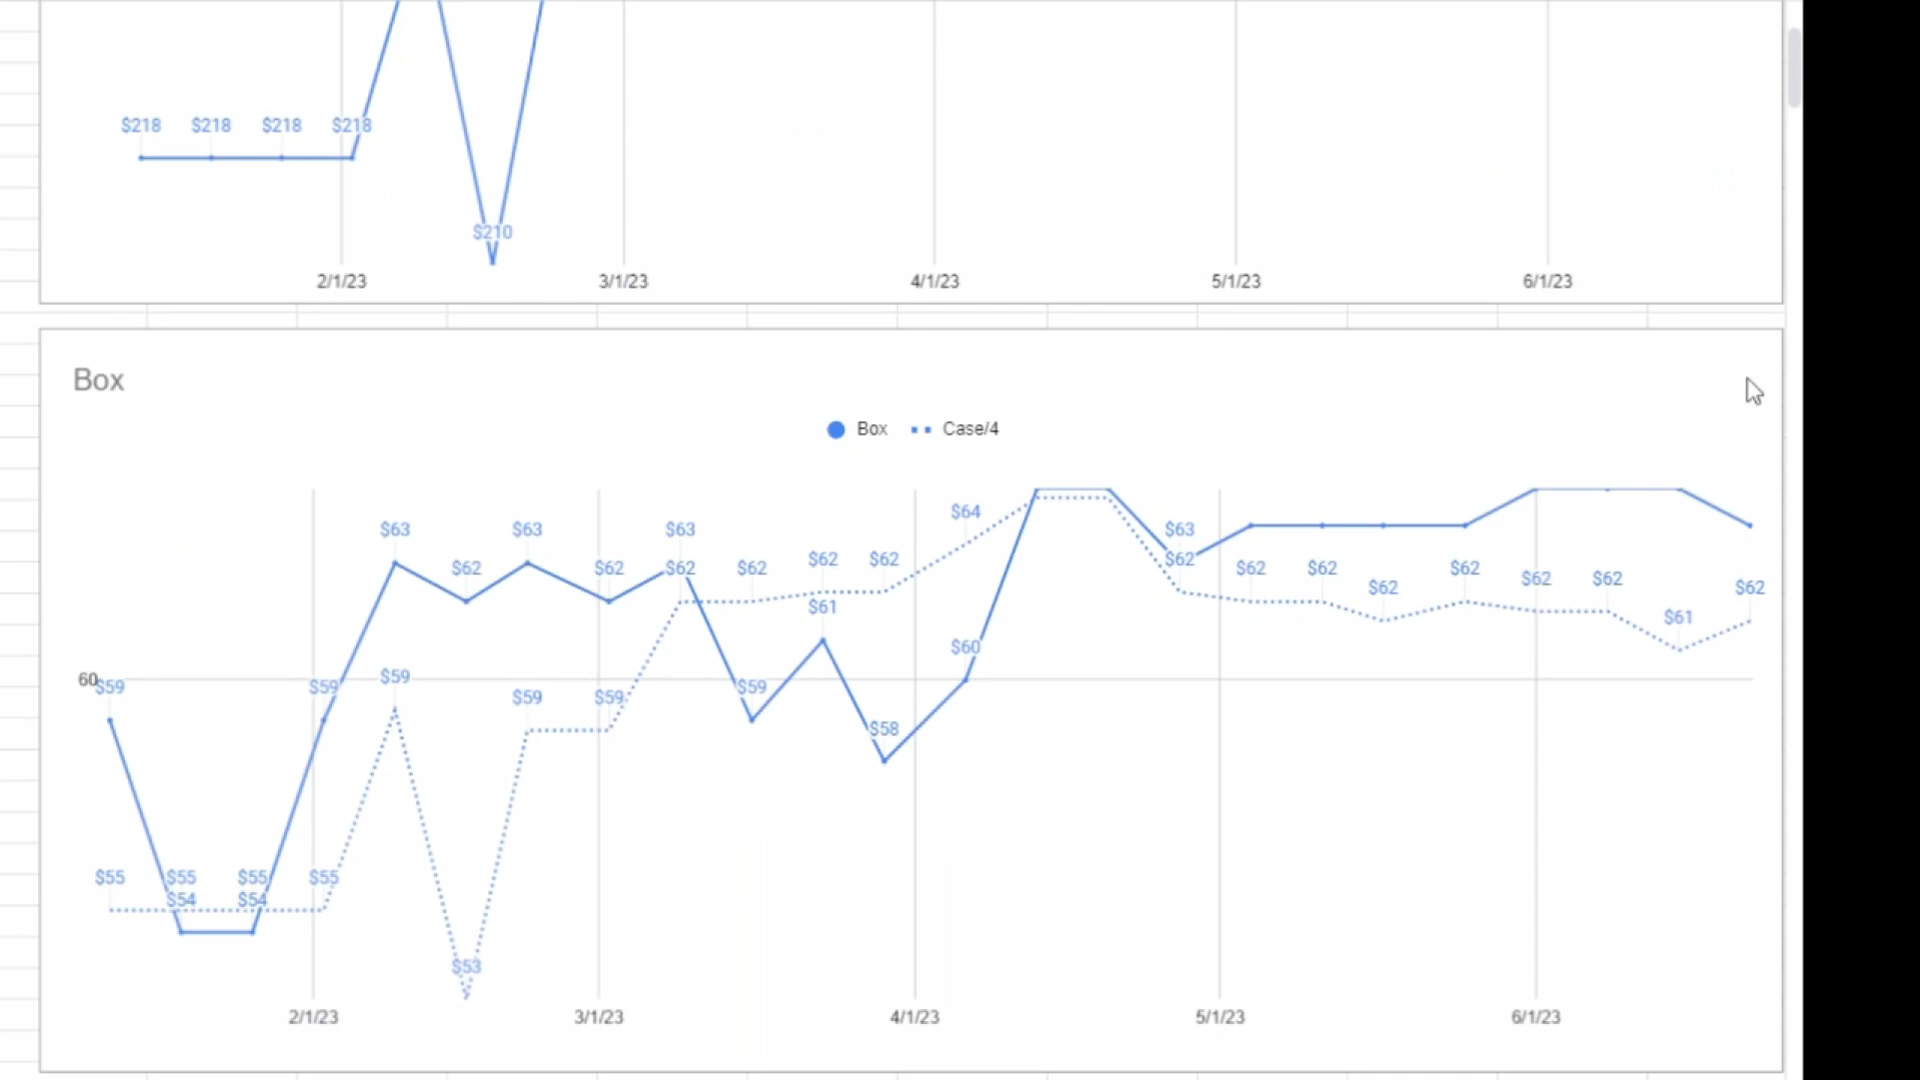 $218 $218 $218 $218
$210
2/1/23 3/1/23 4/1/23 5/1/23 6/1/23
Box
Box Case/4
$64
$63 $63 $63 $63
$62 $62 $62 $62
$62 $62 $62 $62 $62 $62 $62 $62
$62 $62 $62 $62
$61 $61
$60
60
$59 $59 $59 $59
$59 $59
$58
$55 $55 $55 $55
$54 $54
$53
2/1/23 3/1/23 4/1/23 5/1/23 6/1/23